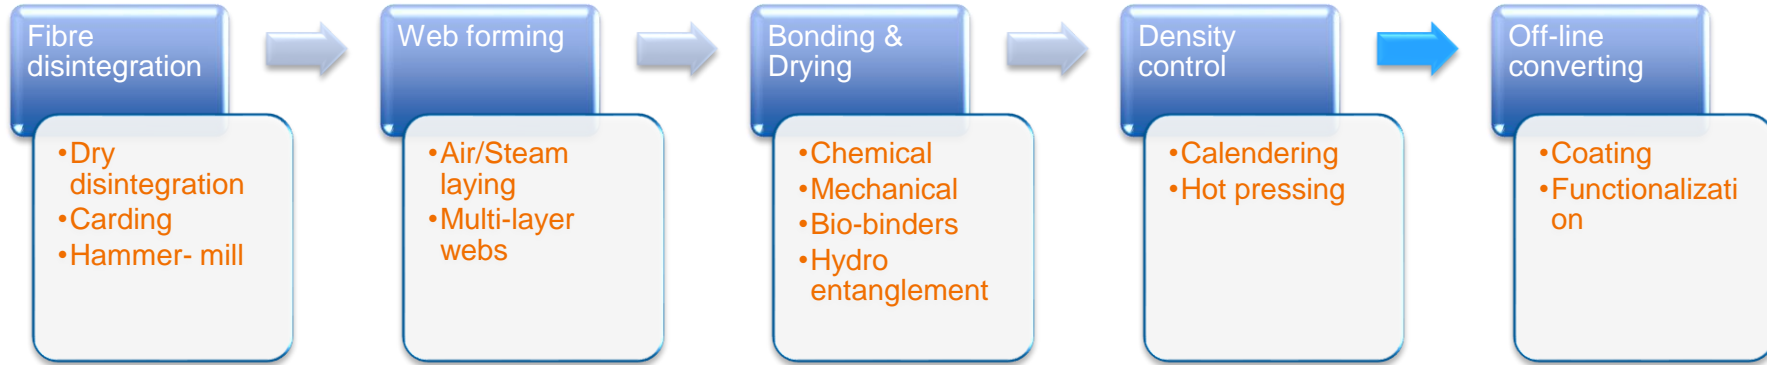 Fibre
disintegration
•Dry
disintegration
•Carding
•Hammer- mill
Web forming
•Air/Steam
laying
•Multi-layer
webs
Bonding &
Drying
•Chemical
•Mechanical
•Bio-binders
•Hydro
entanglement
Density
control
•Calendering
•Hot pressing
Off-line
converting
•Coating
•Functionalizati
on